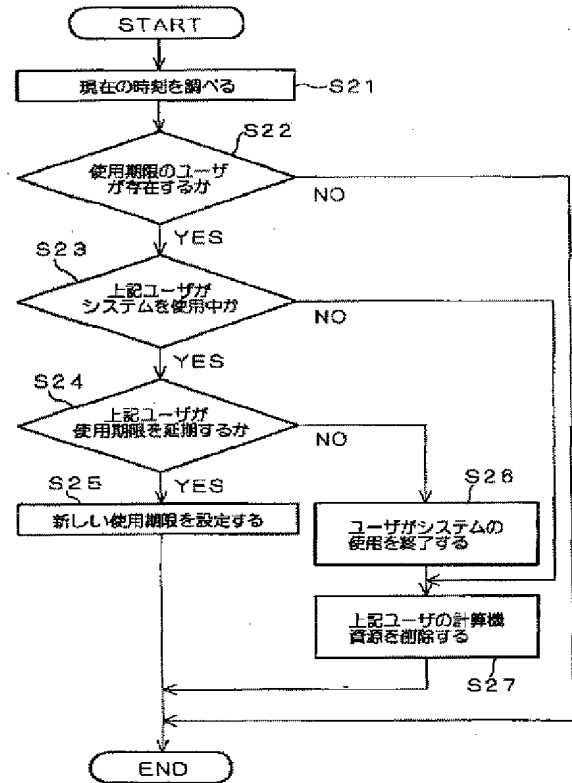 START
現在の時刻を調べる
S21
S22
使用期限のユーザ
が存在するか
NO
YES
S23
上記ユーザが
システムを使用中か
NO
YES
S24
上記ユーザが
使用期限を延期するか
NO
YES
S25
新しい使用期限を設定する
S26
ユーザがシステムの
使用を終了する
上記ユーザの計算機
資源を削除する
S27
END